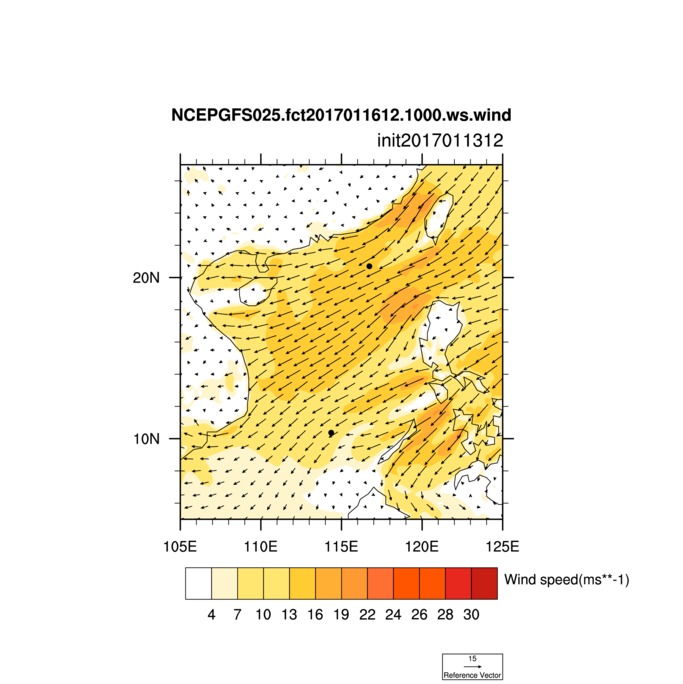 NCEPGFS025.fct2017011612.1000.ws.wind
init2017011312
20N
10N
105E 110E 115E 120E 125E
Wind speed(ms**-1)
4 7 10 13 16 19 22 24 26 28 30
15
Reference Vector